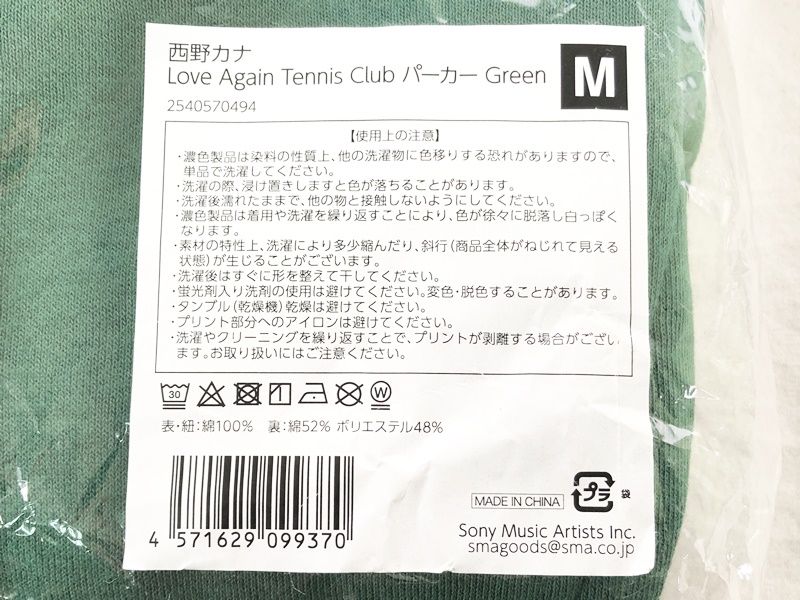 西野カナ
Love Again Tennis Club パーカー Green
M
2540570494
【使用上の注意】
・濃色製品は染料の性質上、他の洗濯物に色移りする恐れがありますので、
単品で洗濯してください。
・洗濯の際、浸け置きしますと色が落ちることがあります。
・洗濯後濡れたままで、他の物と接触しないようにしてください。
・濃色製品は着用や洗濯を繰り返すことにより、色が徐々に脱落し白っぽく
なります。
・素材の特性上、洗濯により多少縮んだり、斜行（商品全体がねじれて見える
状態）が生じることがございます。
・洗濯後はすぐに形を整えて干してください。
・蛍光剤入り洗剤の使用は避けてください。変色・脱色することがあります。
・タンブル（乾燥機）乾燥は避けてください。
・プリント部分へのアイロンは避けてください。
・洗濯やクリーニングを繰り返すことで、プリントが剥離する場合がござい
ます。お取り扱いにはご注意ください。
30
W
表・紐：綿100% 裏：綿52% ポリエステル48%
4 571629 099370
MADE IN CHINA
プラ
袋
Sony Music Artists Inc.
smagoods@sma.co.jp